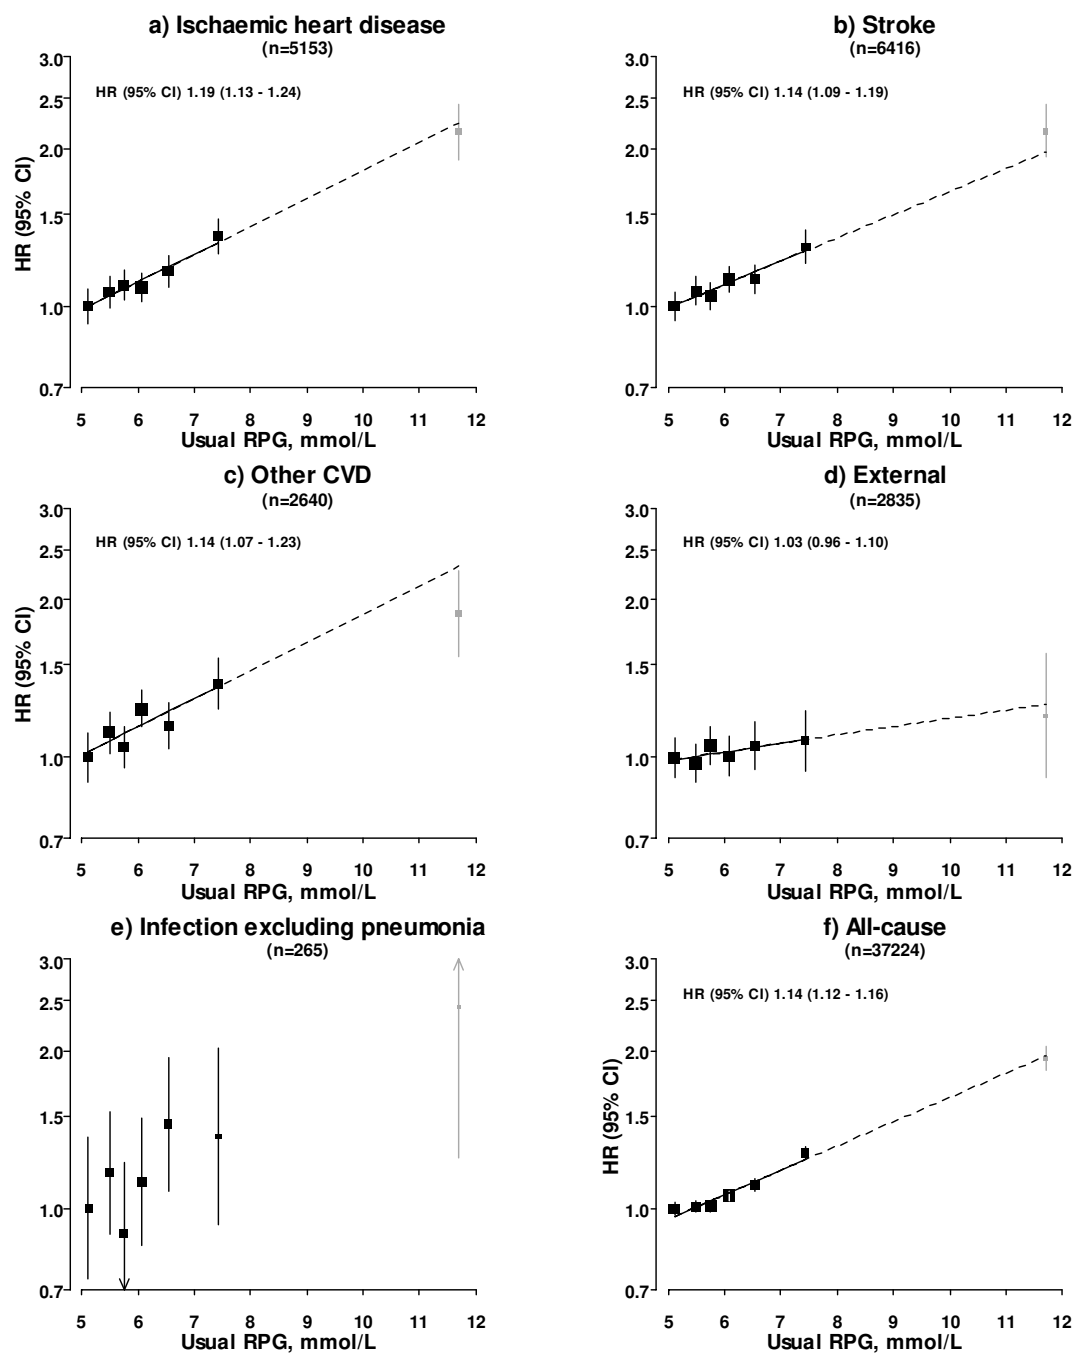 a) Ischaemic heart disease
(n=5153)
HR (95% CI) 1.19 (1.13 - 1.24)
HR (95% CI)
3.0
2.5
2.0
1.5
1.0
0.7
5 6 7 8 9 10 11 12
Usual RPG, mmol/L
b) Stroke
(n=6416)
HR (95% CI) 1.14 (1.09 - 1.19)
3.0
2.5
2.0
1.5
1.0
0.7
5 6 7 8 9 10 11 12
Usual RPG, mmol/L
c) Other CVD
(n=2640)
HR (95% CI) 1.14 (1.07 - 1.23)
HR (95% CI)
3.0
2.5
2.0
1.5
1.0
0.7
5 6 7 8 9 10 11 12
Usual RPG, mmol/L
d) External
(n=2835)
HR (95% CI) 1.03 (0.96 - 1.10)
3.0
2.5
2.0
1.5
1.0
0.7
5 6 7 8 9 10 11 12
Usual RPG, mmol/L
e) Infection excluding pneumonia
(n=265)
3.0
2.5
2.0
1.5
1.0
0.7
5 6 7 8 9 10 11 12
Usual RPG, mmol/L
f) All-cause
(n=37224)
HR (95% CI) 1.14 (1.12 - 1.16)
HR (95% CI)
3.0
2.5
2.0
1.5
1.0
0.7
5 6 7 8 9 10 11 12
Usual RPG, mmol/L